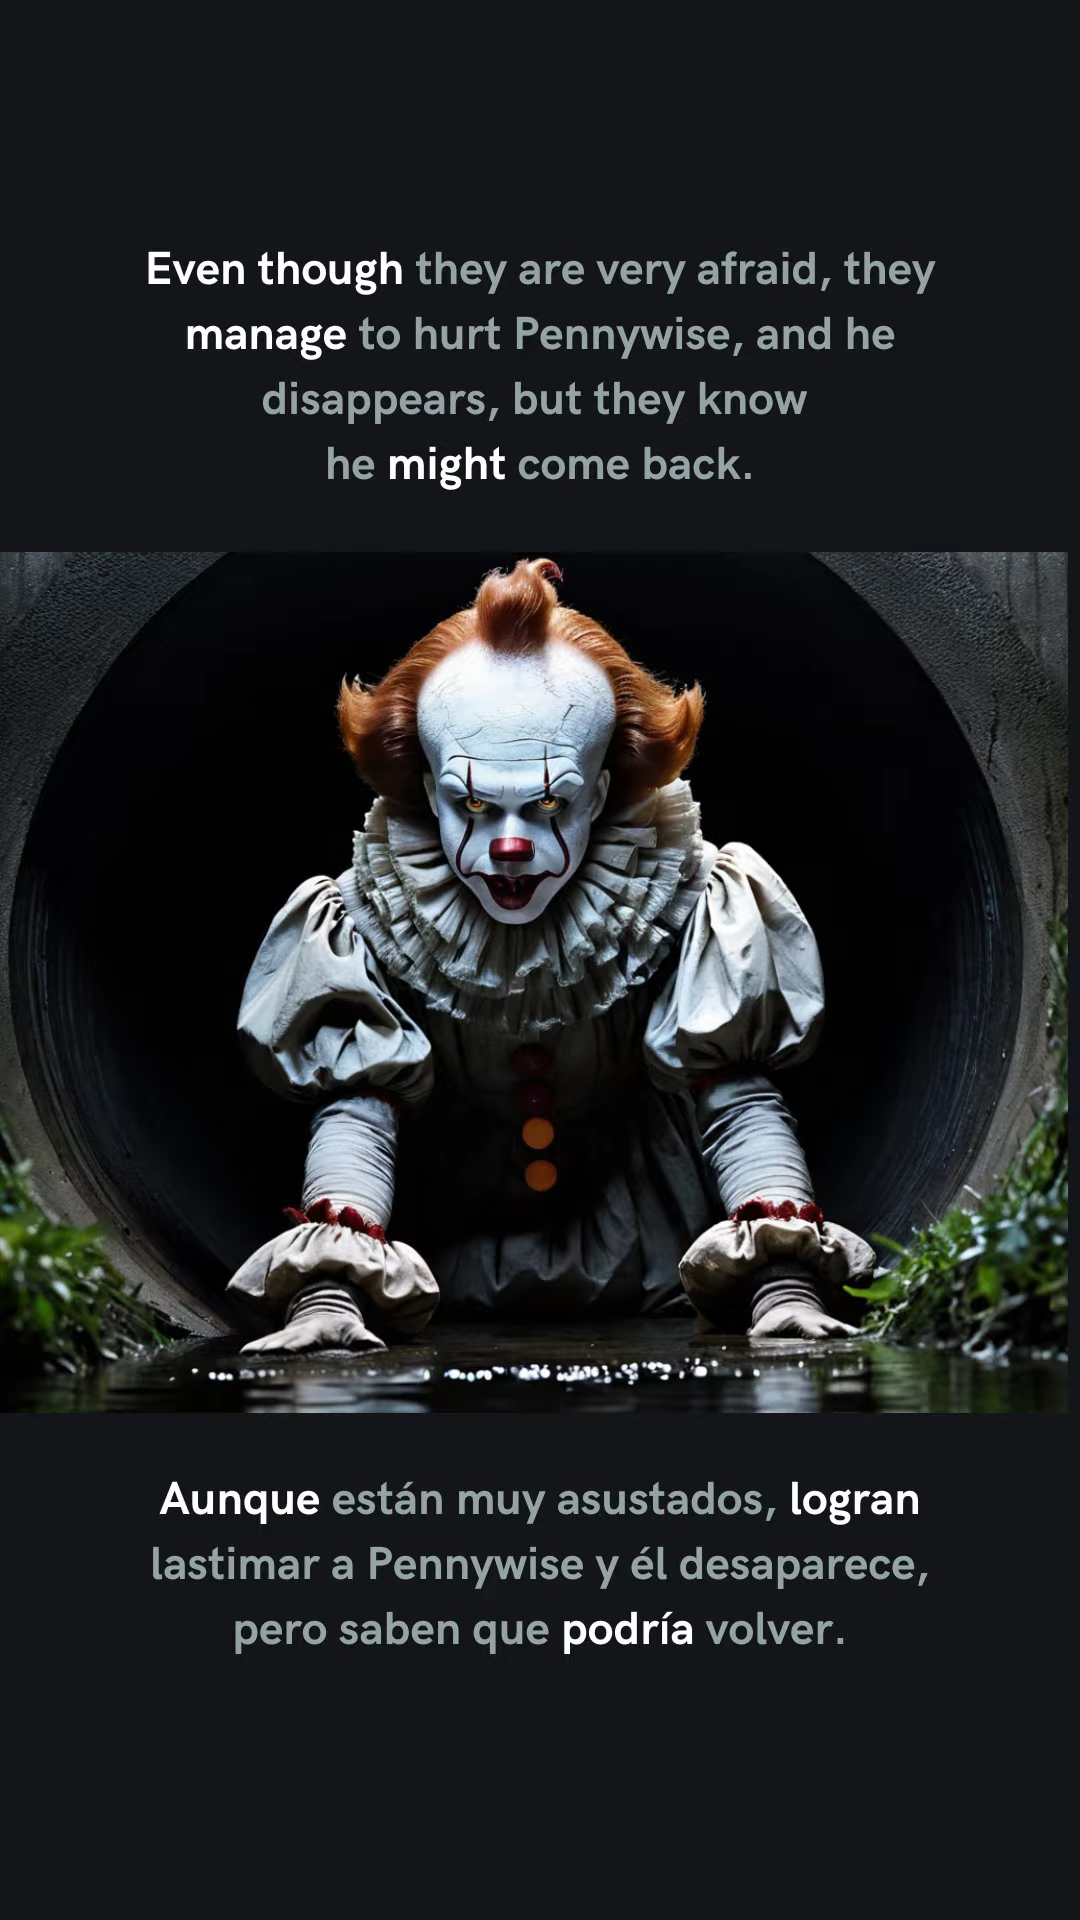 Even though they are very afraid, they
manage to hurt Pennywise, and he
disappears, but they know
he might come back.
Aunque están muy asustados, logran
lastimar a Pennywise y él desaparece,
pero saben que podría volver.